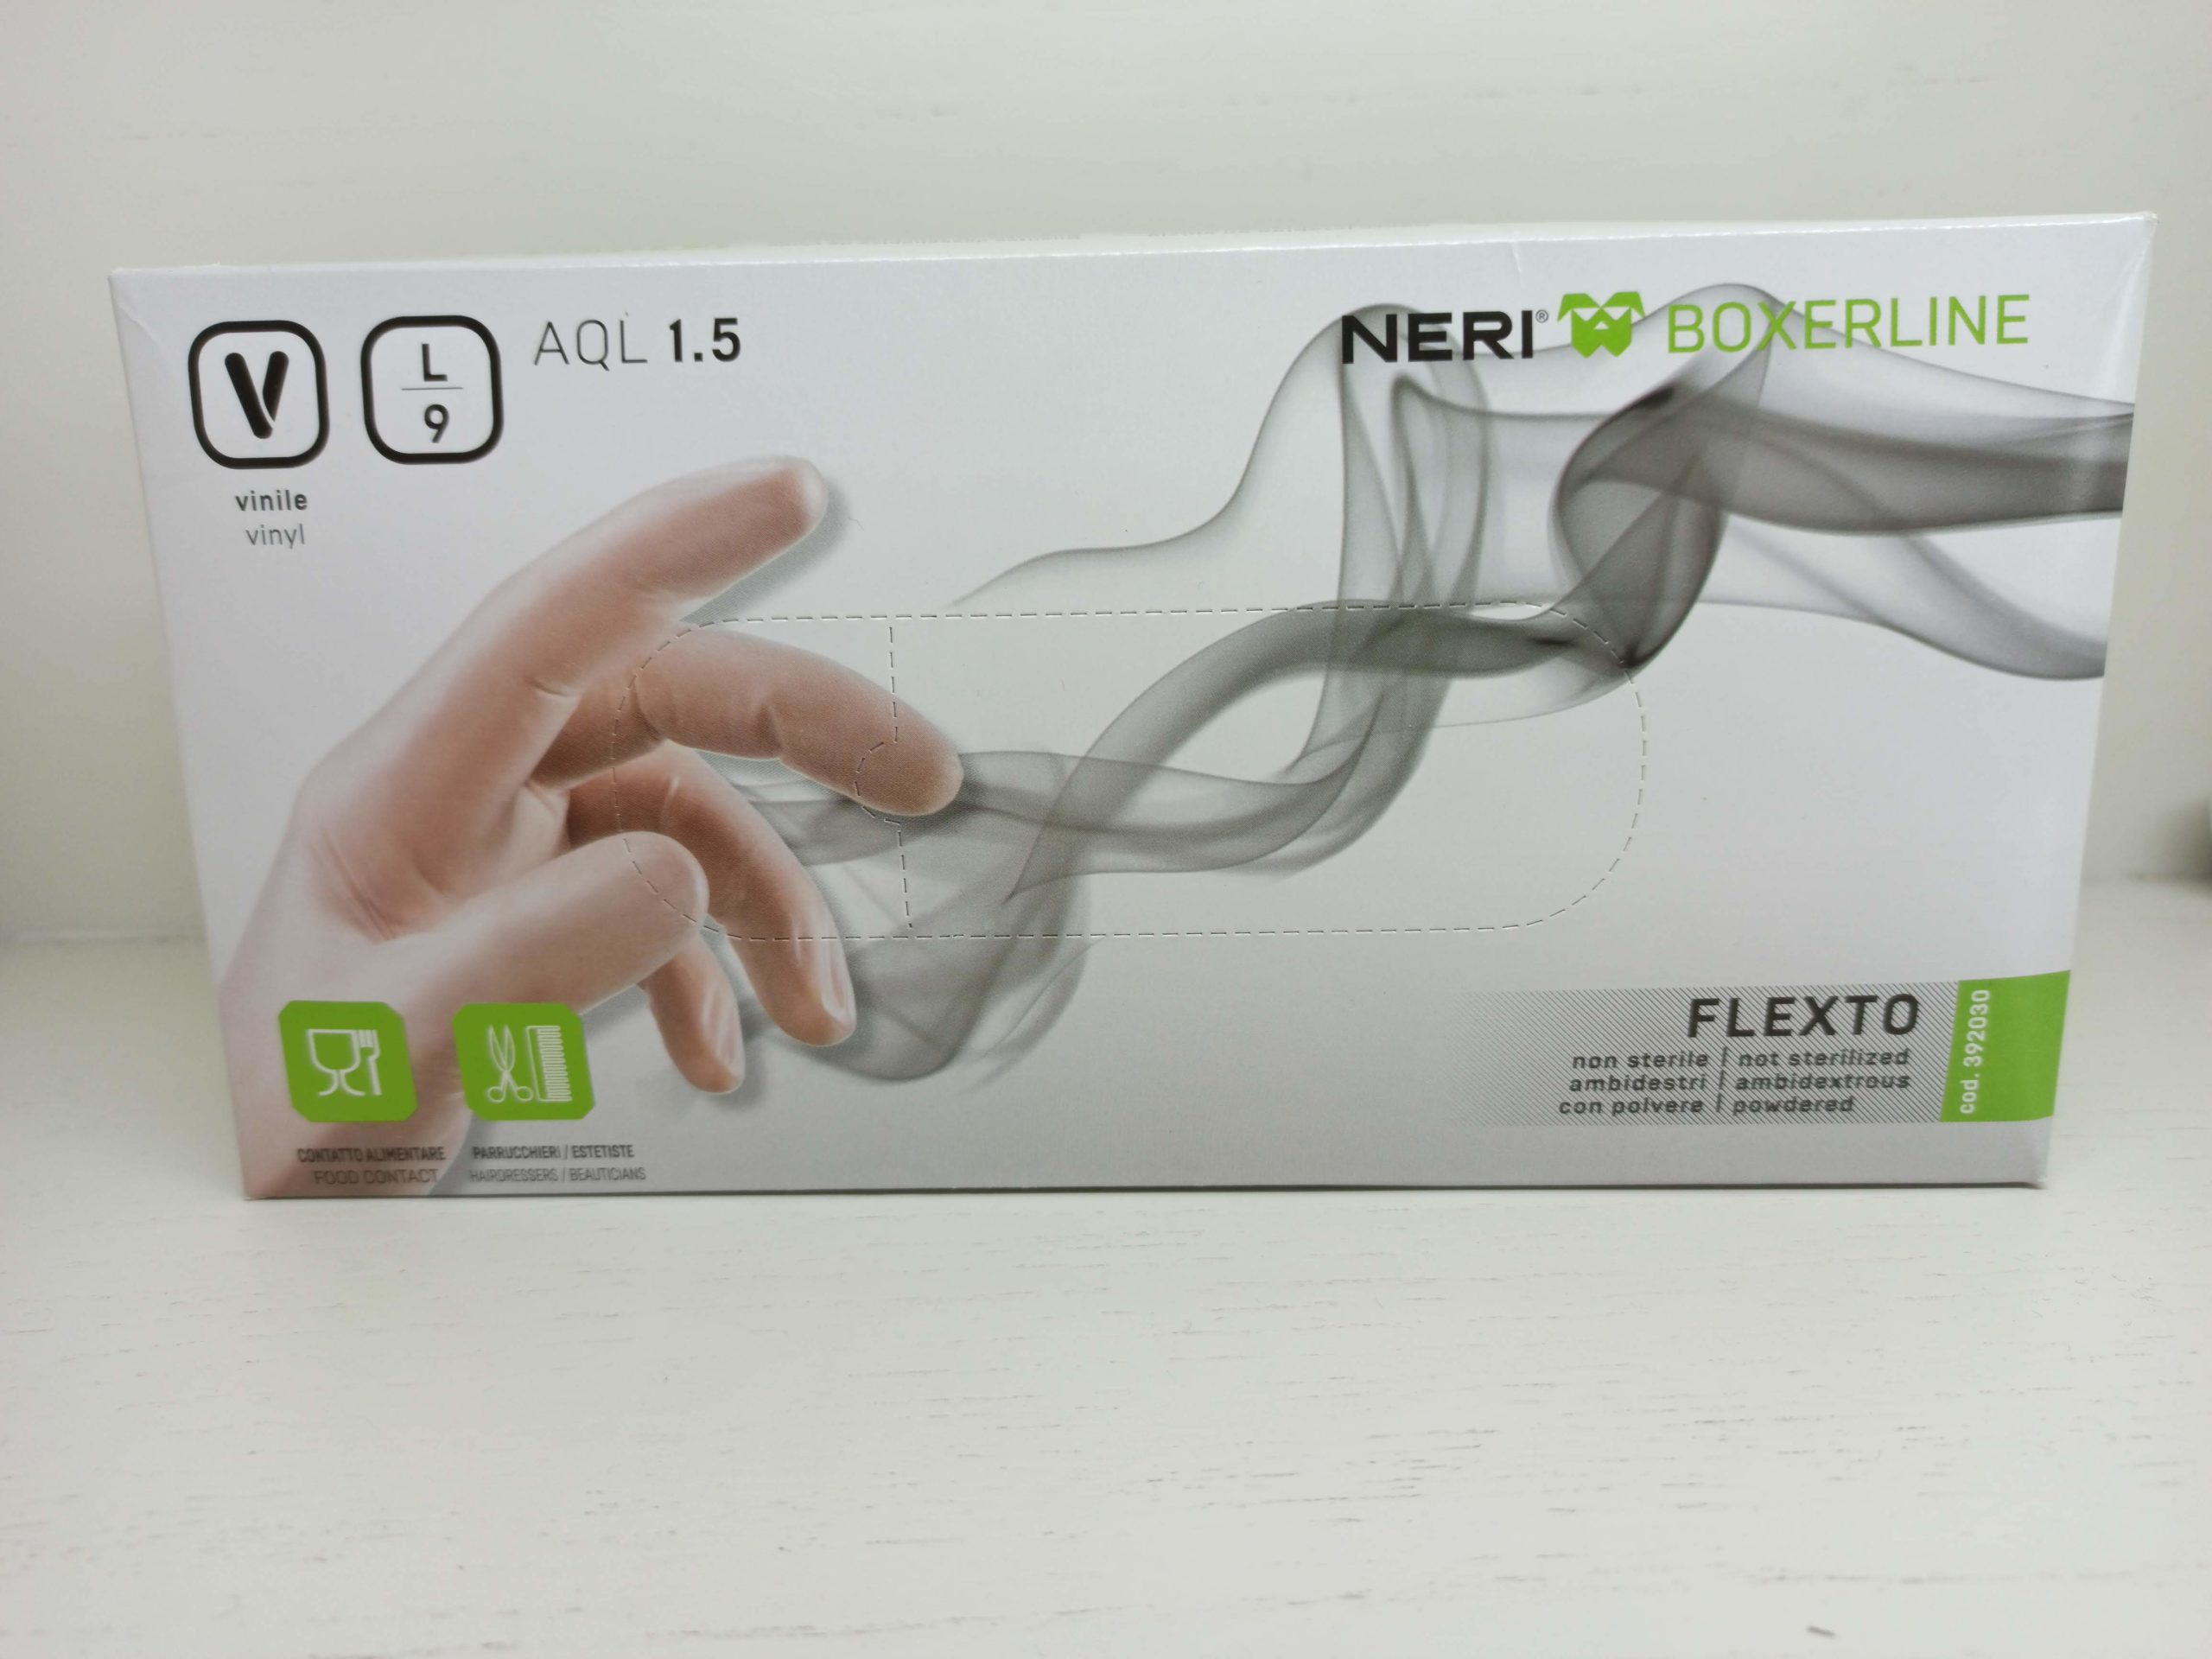 V
L
9
AQL 1.5
NERI® BOXERLINE
vinile
vinyl
FLEXTO
non sterile | not sterilized
ambidestri | ambidextrous
con polvere | powdered
cod. 392030
CONTATTO ALIMENTARE
FOOD CONTACT
PARRUCCHIERI / ESTETISTE
HAIRDRESSERS / BEAUTICIANS